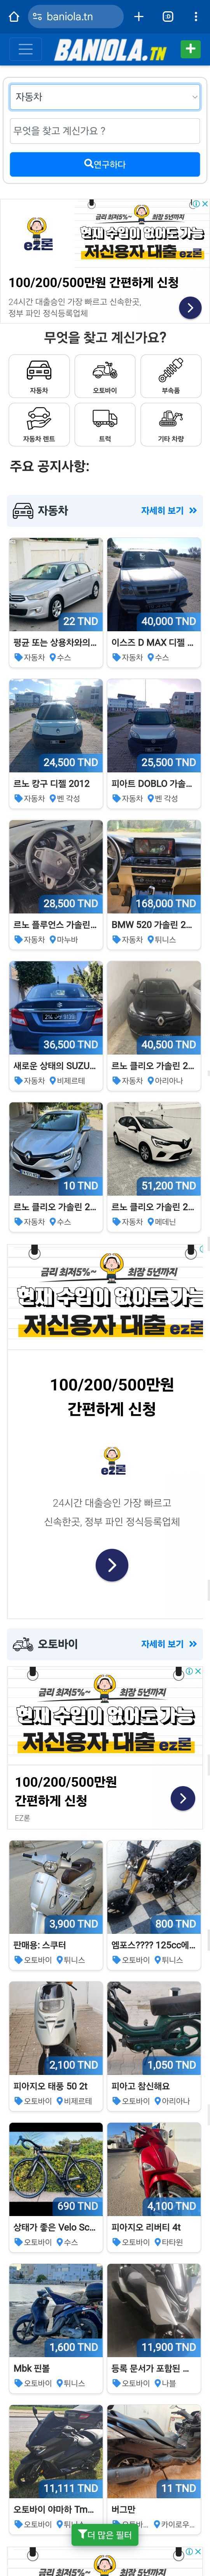 baniola.tn
BANIOLA.TN
자동차
무엇을 찾고 계신가요 ?
연구하다
금리 최저5%~ 최장 5년까지
현재 수입이 없어도 가능
저신용자 대출 ez론
ez론
100/200/500만원 간편하게 신청
24시간 대출승인 가장 빠르고 신속한곳,
정부 파인 정식등록업체
무엇을 찾고 계신가요?
자동차
오토바이
부속품
자동차 렌트
트럭
기타 차량
주요 공지사항:
자동차
자세히 보기
22 TND
40,000 TND
평균 또는 상용차와의...
이스즈 D MAX 디젤 ...
자동차 수스
자동차 수스
24,500 TND
25,500 TND
르노 캉구 디젤 2012
피아트 DOBLO 가솔...
자동차 벤 각성
자동차 벤 각성
28,500 TND
168,000 TND
르노 플루언스 가솔린...
BMW 520 가솔린 2...
자동차 마누바
자동차 튀니스
36,500 TND
40,500 TND
새로운 상태의 SUZU...
르노 클리오 가솔린 2...
자동차 비제르테
자동차 아리아나
10 TND
51,200 TND
르노 클리오 가솔린 2...
르노 클리오 가솔린 2...
자동차 수스
자동차 메데닌
금리 최저5%~ 최장 5년까지
현재 수입이 없어도 가능
저신용자 대출 ez론
100/200/500만원
간편하게 신청
ez론
24시간 대출승인 가장 빠르고
신속한곳, 정부 파인 정식등록업체
오토바이
자세히 보기
금리 최저5%~ 최장 5년까지
현재 수입이 없어도 가능
저신용자 대출 ez론
100/200/500만원
간편하게 신청
EZ론
3,900 TND
800 TND
판매용: 스쿠터
엠포스???? 125cc에...
오토바이 튀니스
오토바이 튀니스
2,100 TND
1,050 TND
피아지오 태풍 50 2t
피아고 참신해요
오토바이 비제르테
오토바이 아리아나
690 TND
4,100 TND
상태가 좋은 Velo Sc...
피아지오 리버티 4t
오토바이 수스
오토바이 타타윈
1,600 TND
11,900 TND
Mbk 핀볼
등록 문서가 포함된 ...
오토바이 튀니스
오토바이 나블
11,111 TND
11 TND
오토바이 야마하 Tm...
버그만
오토바이
카이로우...
더 많은 필터
금리 최저5%~ 최장 5년까지